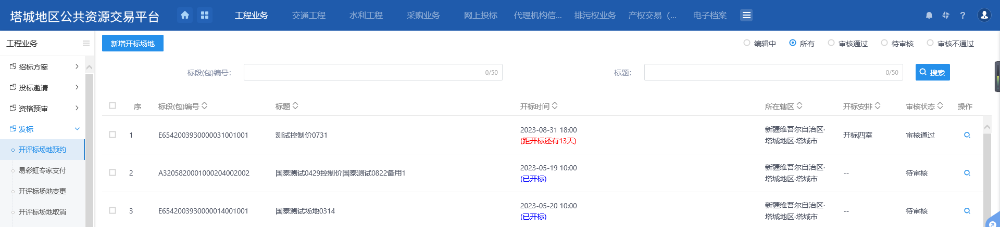 塔城地区公共资源交易平台
工程业务 交通工程 水利工程 采购业务 网上投标 代理机构信... 排污权业务 产权交易（... 电子档案
工程业务
新增开标场地
编辑中 所有 审核通过 待审核 审核不通过
招标方案
投标邀请
资格预审
发标
开评标场地预约
易彩虹专家支付
开评标场地变更
开评标场地取消
标段(包)编号： 0/50 标题： 0/50 搜索
序 标段(包)编号 标题 开标时间 所在辖区 开标安排 审核状态 操作
1 E6542003930000031001001 测试控制价0731 2023-08-31 18:00 新疆维吾尔自治区· 开标四室 审核通过
(距开标还有13天) 塔城地区·塔城市
2 A3205820001000204002002 国泰测试0429控制价国泰测试0822备用1 2023-05-19 10:00 新疆维吾尔自治区· -- 待审核
(已开标) 塔城地区·塔城市
3 E6542003930000014001001 国泰测试场地0314 2023-05-20 10:00 新疆维吾尔自治区· -- 待审核
(已开标) 塔城地区·塔城市